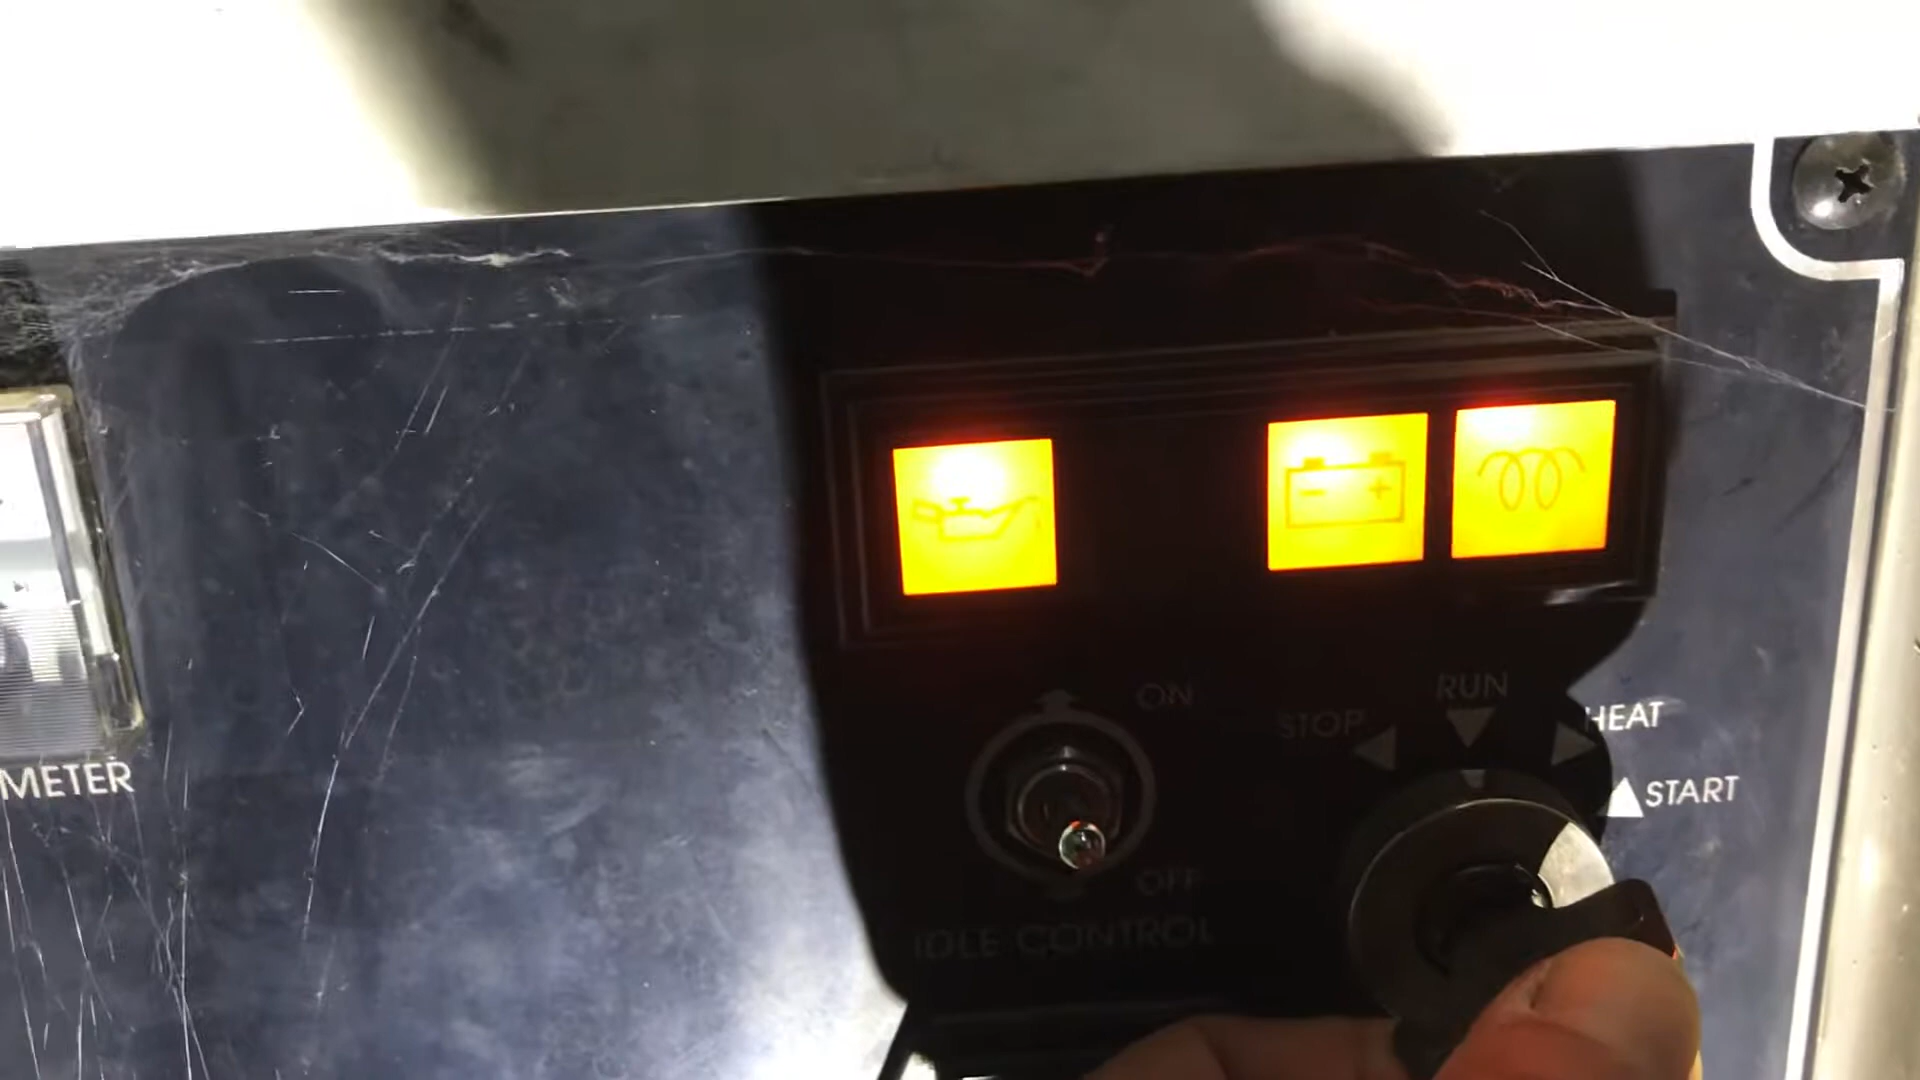 ON
RUN
STOP
HEAT
START
METER
OFF
IDLE CONTROL